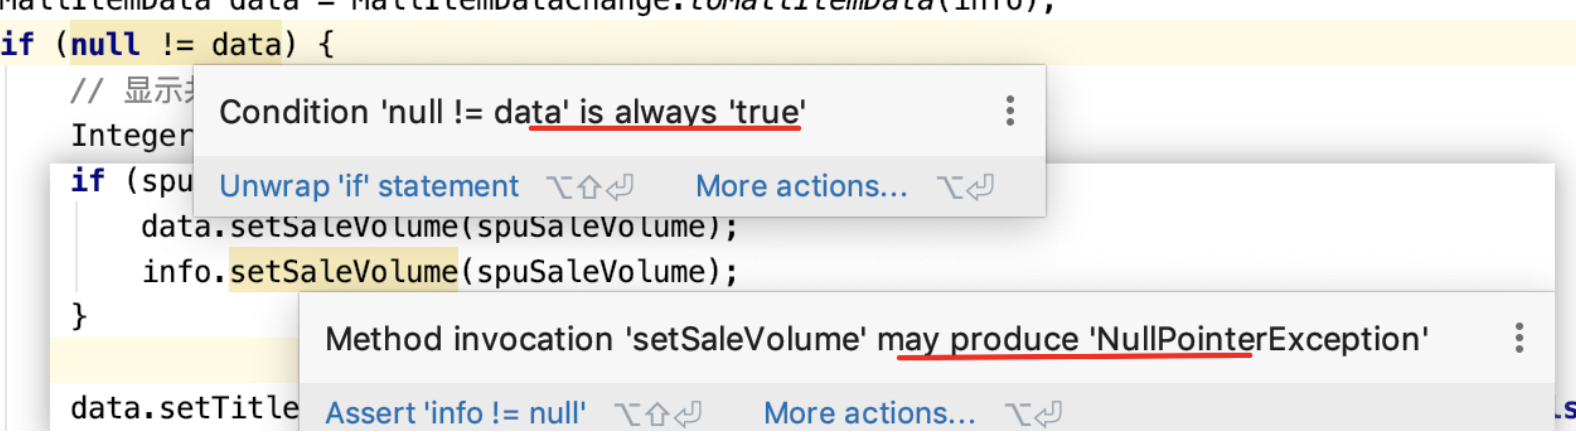 MallItemData data = MallItemDataChange.toMallItemData(info);
if (null != data) {
// 显示
Condition 'null != data' is always 'true'
Integer
Unwrap 'if' statement ⌥⇧⏎ More actions... ⌥⏎
if (spu
data.setSaleVolume(spuSaleVolume);
info.setSaleVolume(spuSaleVolume);
}
Method invocation 'setSaleVolume' may produce 'NullPointerException'
data.setTitle
Assert 'info != null' ⌥⇧⏎ More actions... ⌥⏎